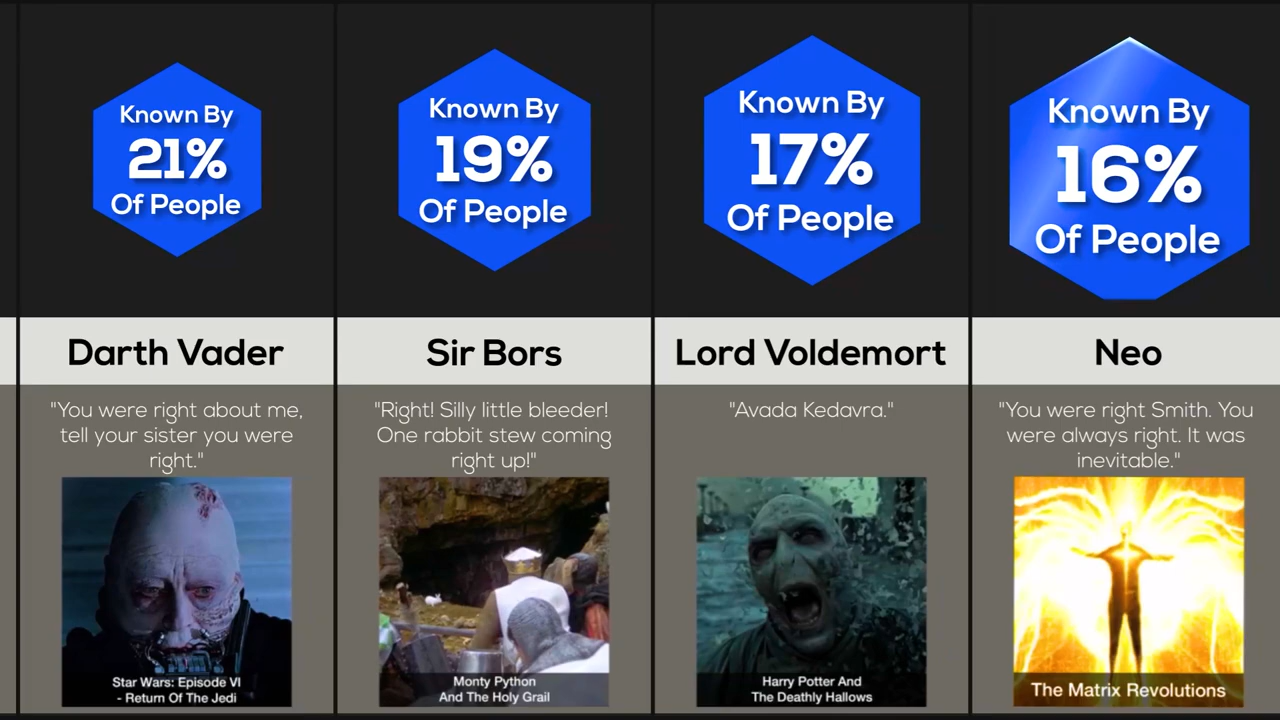 Known By
21%
Of People
Known By
19%
Of People
Known By
17%
Of People
Known By
16%
Of People
Darth Vader
Sir Bors
Lord Voldemort
Neo
"You were right about me,
tell your sister you were
right."
"Right! Silly little bleeder!
One rabbit stew coming
right up!"
"Avada Kedavra."
"You were right Smith. You
were always right. It was
inevitable."
Star Wars: Episode VI
- Return Of The Jedi
Monty Python
And The Holy Grail
Harry Potter And
The Deathly Hallows
The Matrix Revolutions